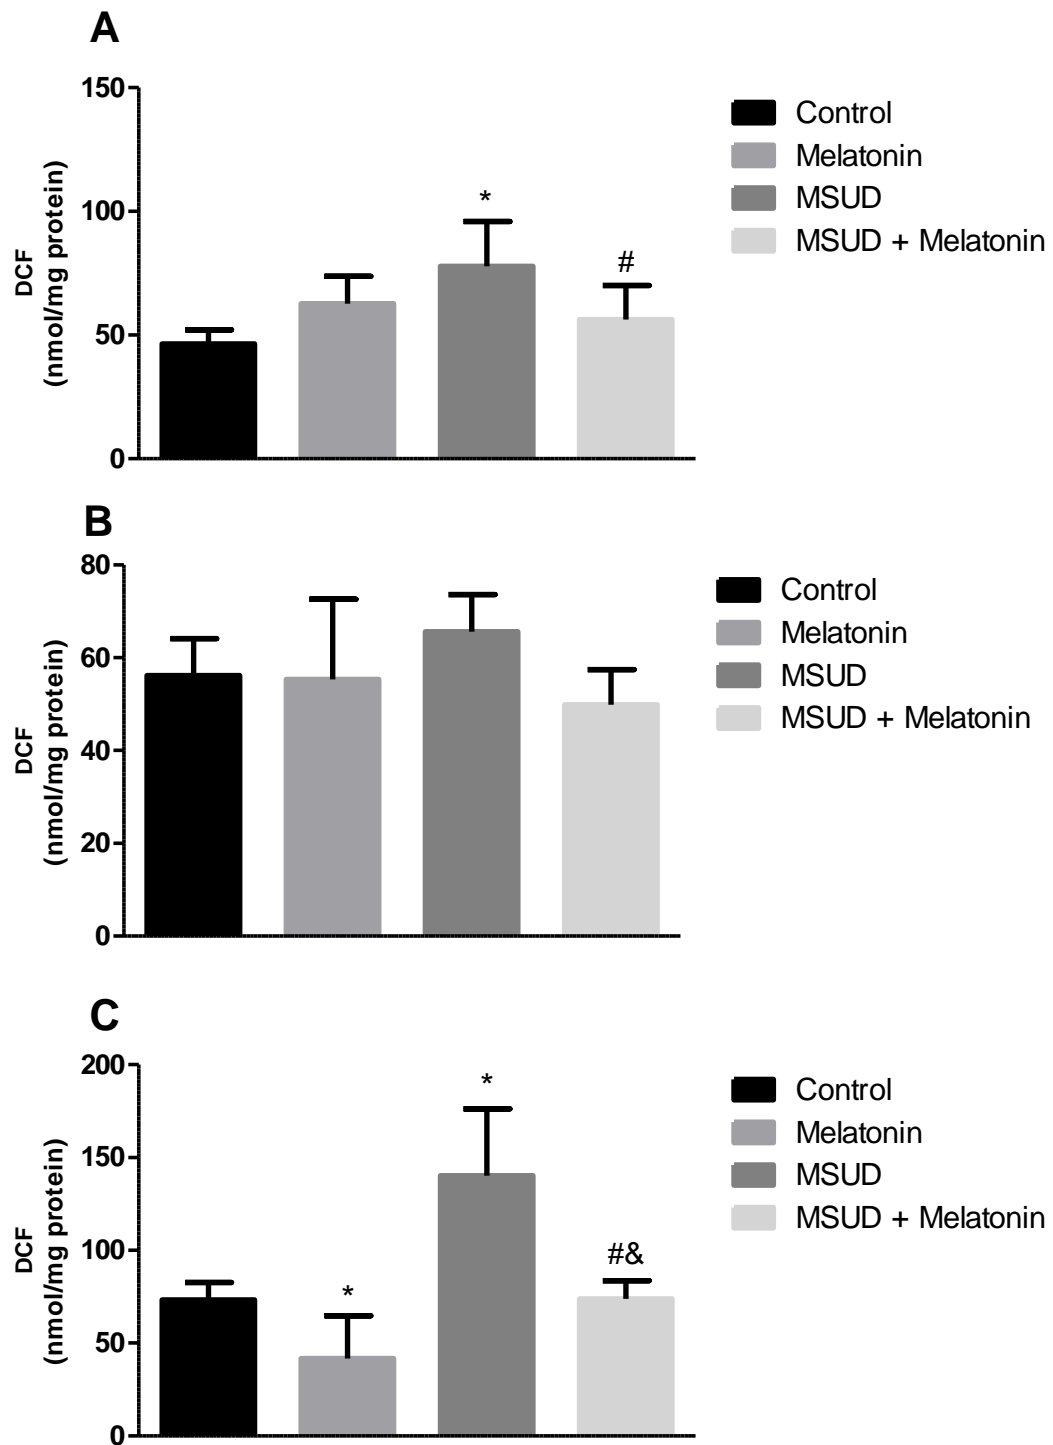 A
150
100
50
0
DCF
(nmol/mg protein)
*
#
Control
Melatonin
MSUD
MSUD + Melatonin
B
80
60
40
20
0
DCF
(nmol/mg protein)
Control
Melatonin
MSUD
MSUD + Melatonin
C
200
150
100
50
0
DCF
(nmol/mg protein)
*
*
#&
Control
Melatonin
MSUD
MSUD + Melatonin